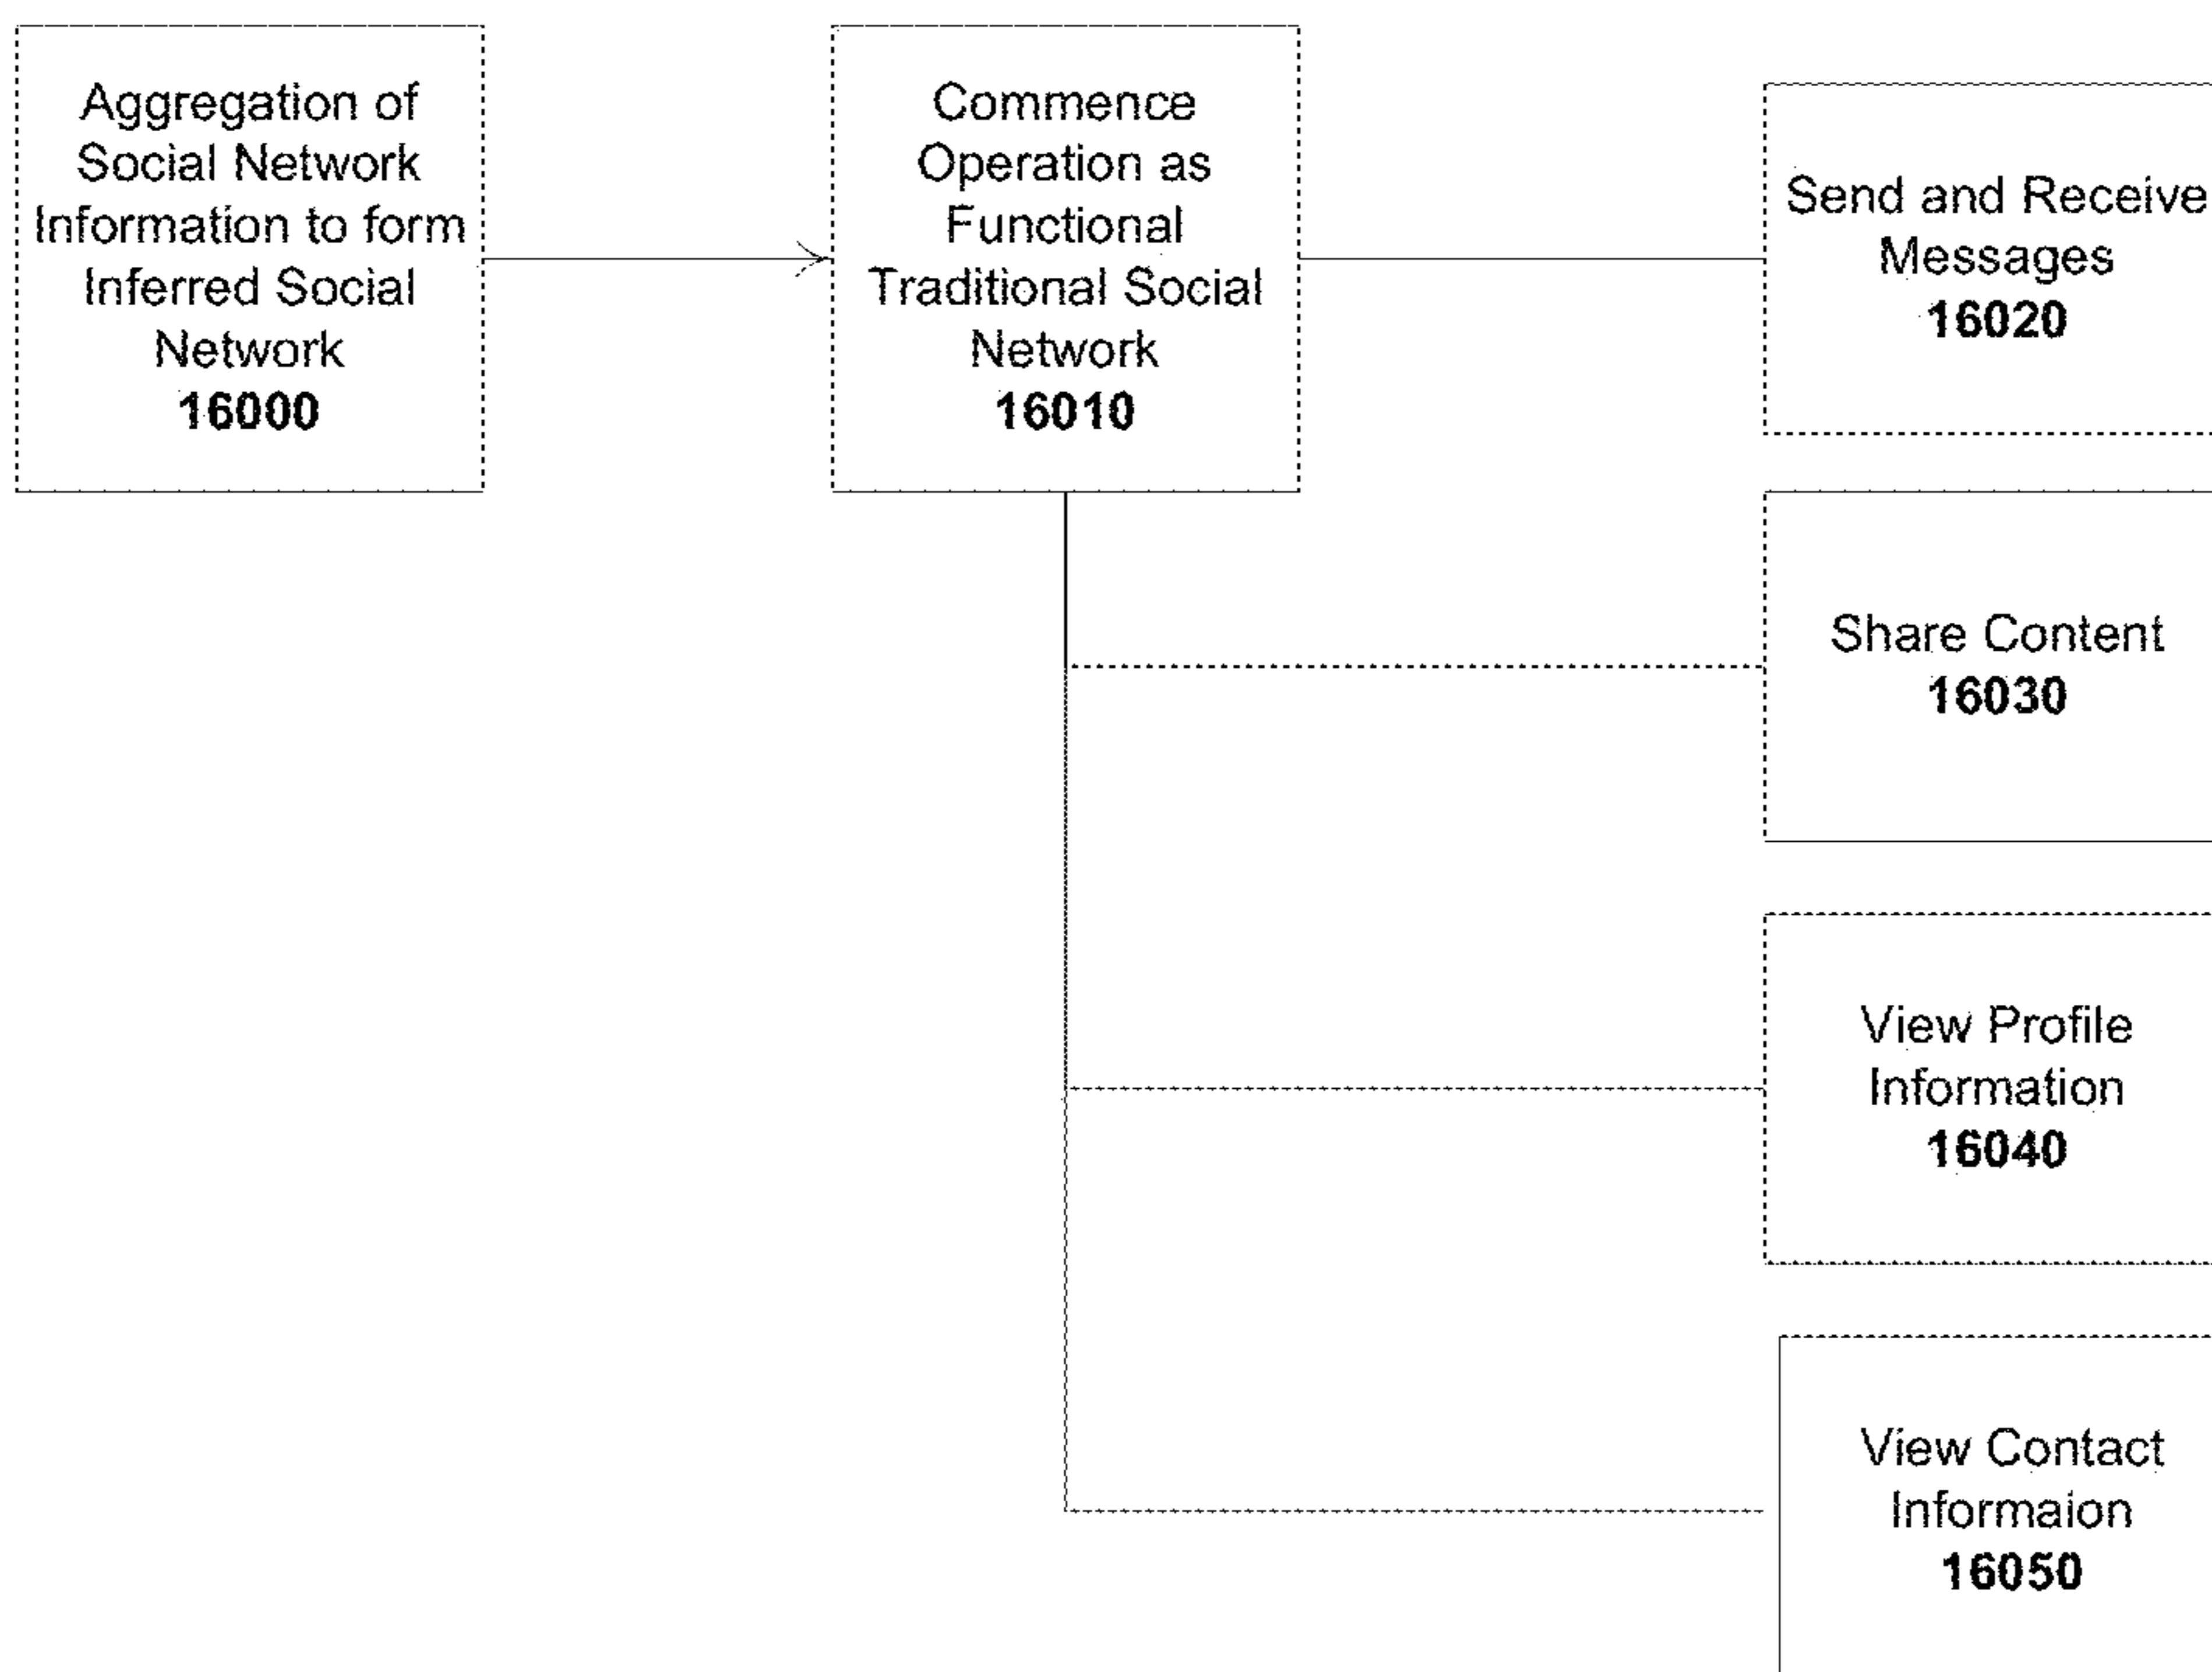 Aggregation of
Social Network
Information to form
Inferred Social
Network
16000
Commence
Operation as
Functional
Traditional Social
Network
16010
Send and Receive
Messages
16020
Share Content
16030
View Profile
Information
16040
View Contact
Informaion
16050